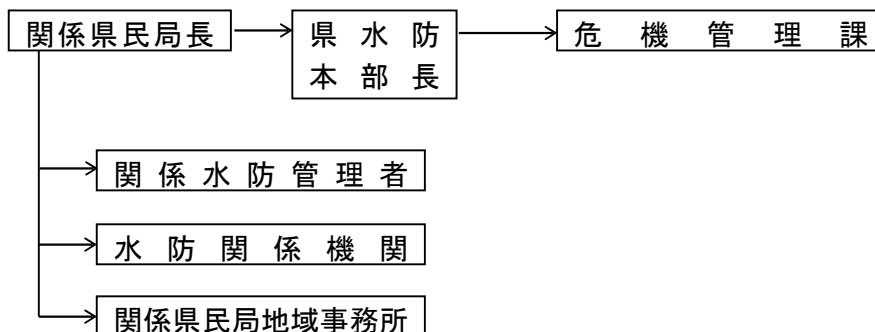 関係県民局長
県水防
本部長
危機管理課
関係水防管理者
水防関係機関
関係県民局地域事務所